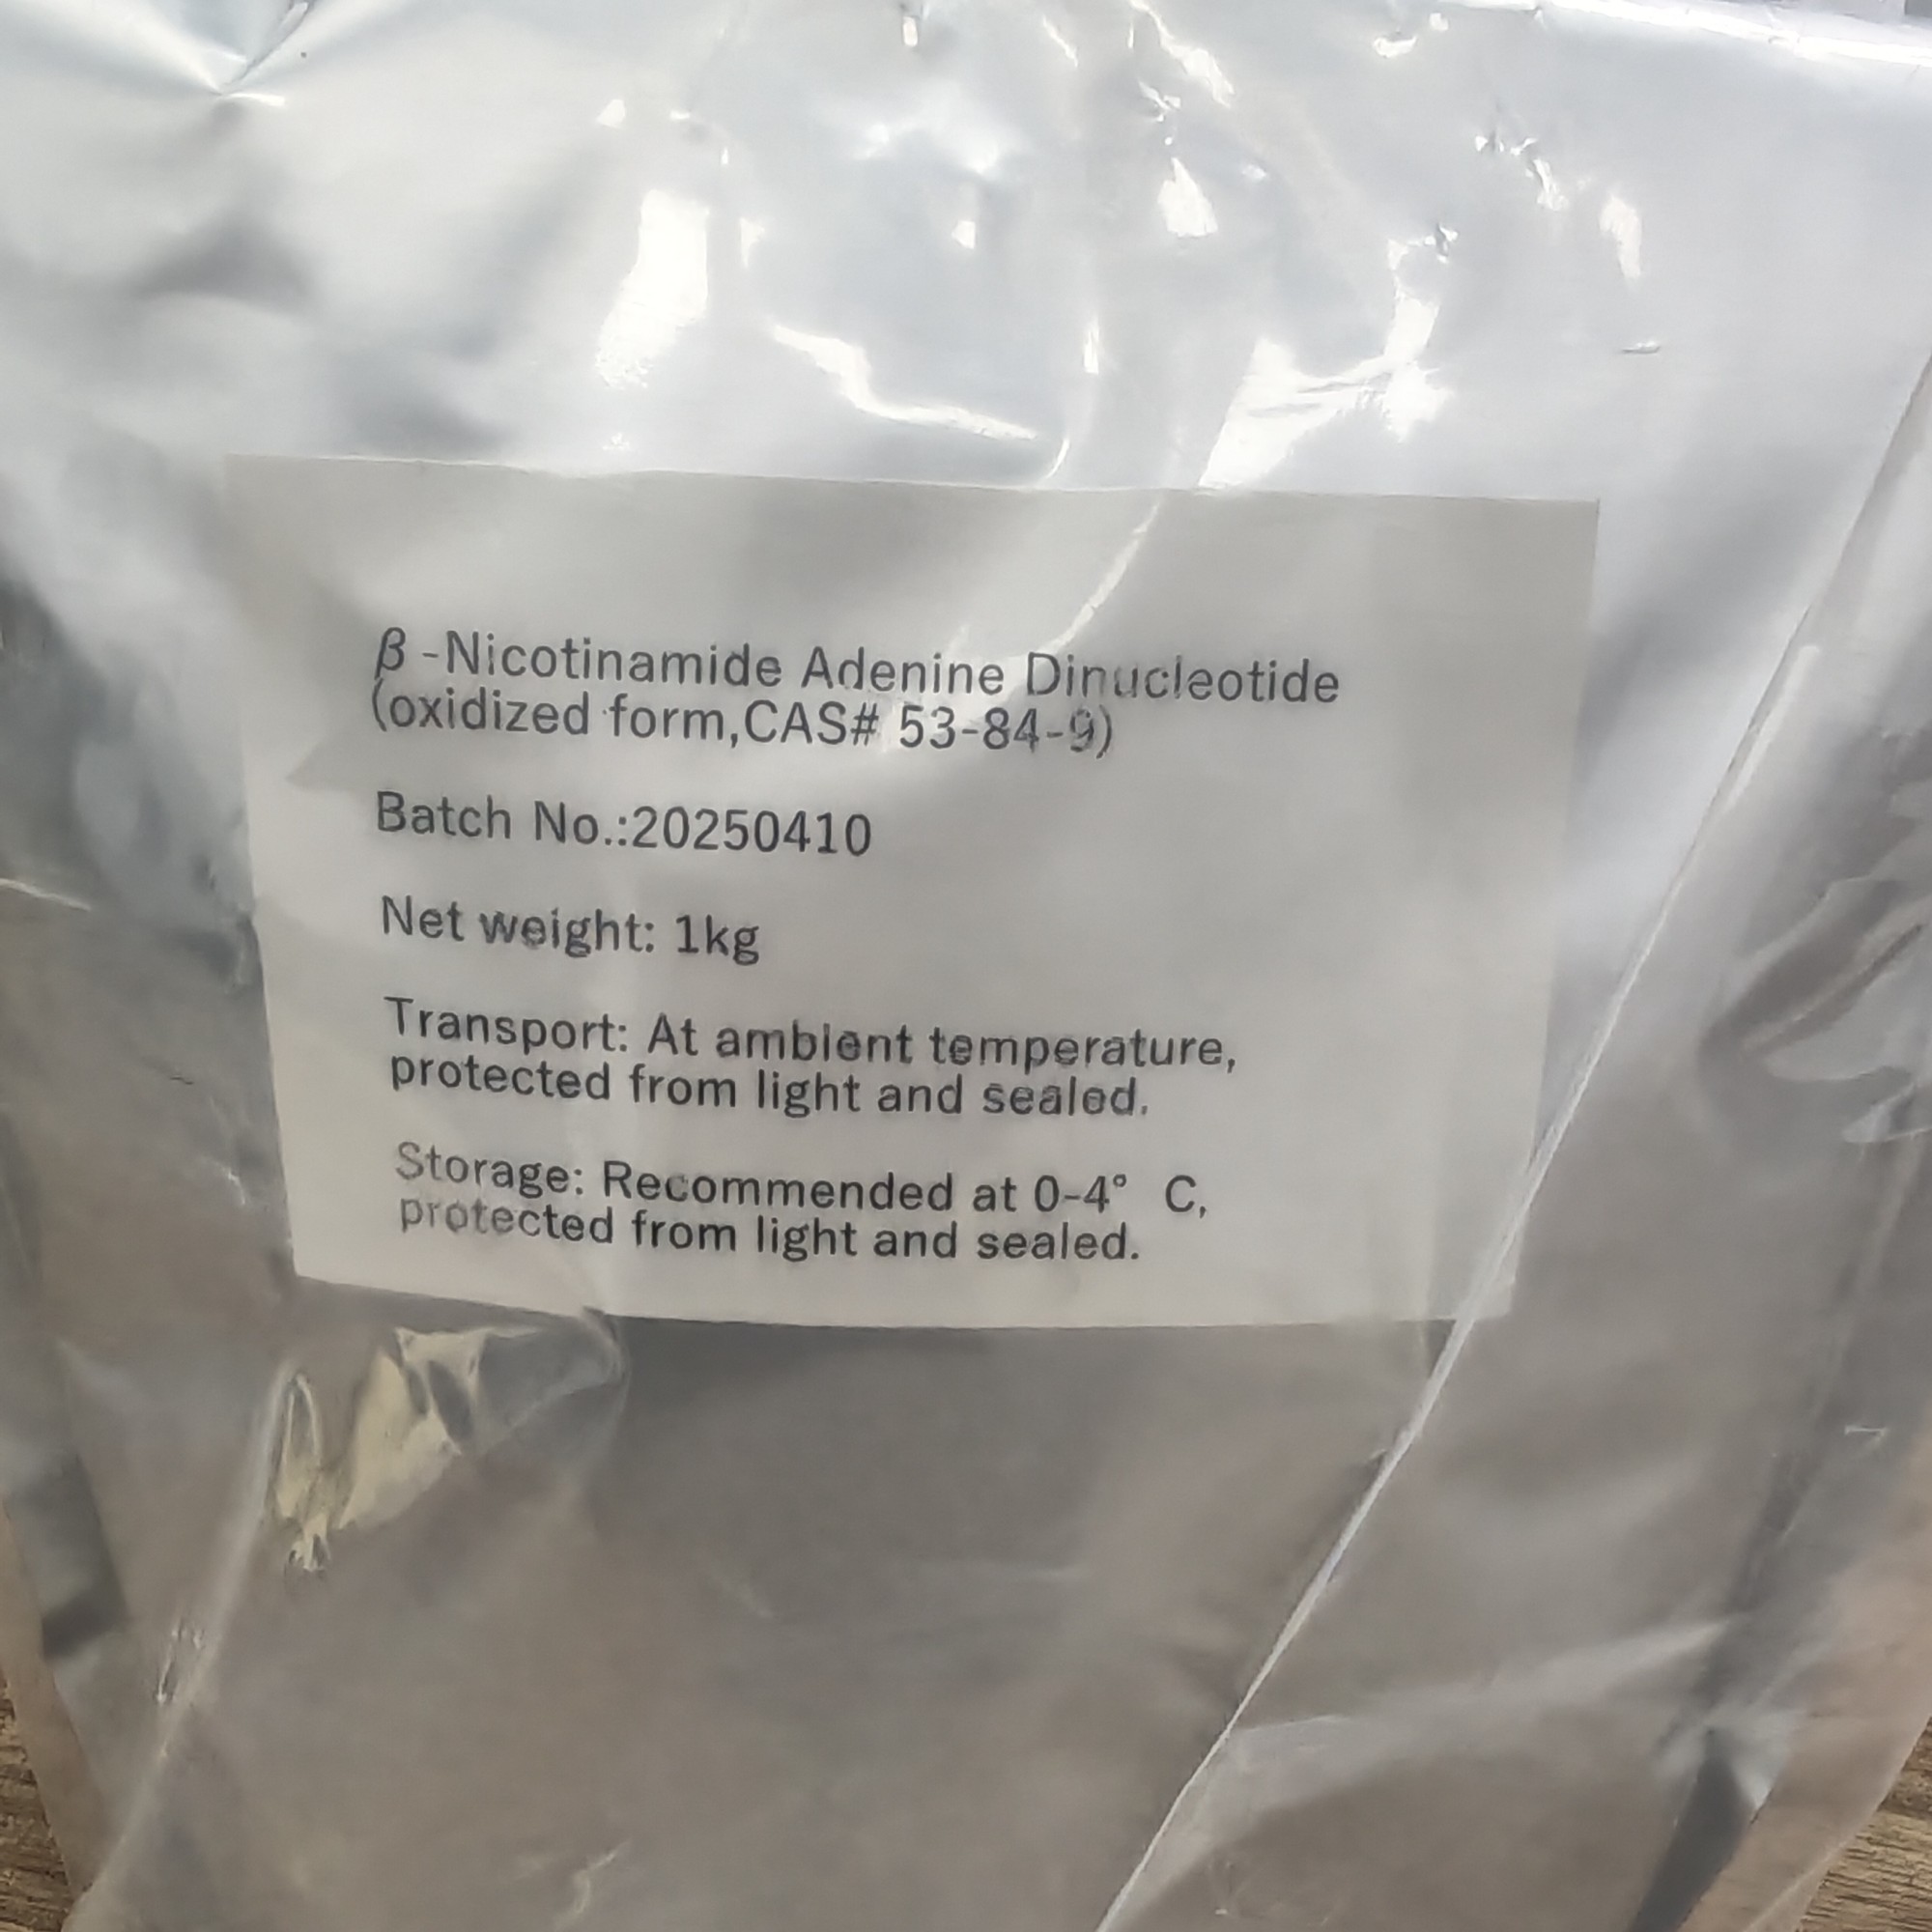 β -Nicotinamide Adenine Dinucleotide
(oxidized form,CAS# 53-84-9)
Batch No.:20250410
Net weight: 1kg
Transport: At ambient temperature,
protected from light and sealed.
Storage: Recommended at 0-4° C,
protected from light and sealed.